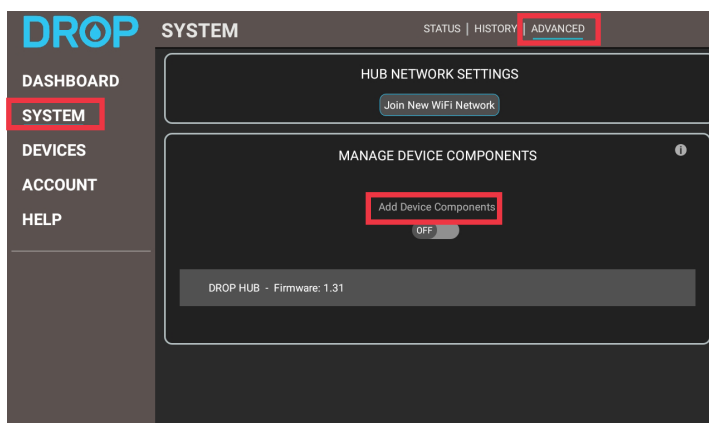 DROP
SYSTEM
STATUS | HISTORY | ADVANCED
DASHBOARD
SYSTEM
DEVICES
ACCOUNT
HELP
HUB NETWORK SETTINGS
Join New WiFi Network
MANAGE DEVICE COMPONENTS
i
Add Device Components
OFF
DROP HUB - Firmware: 1.31